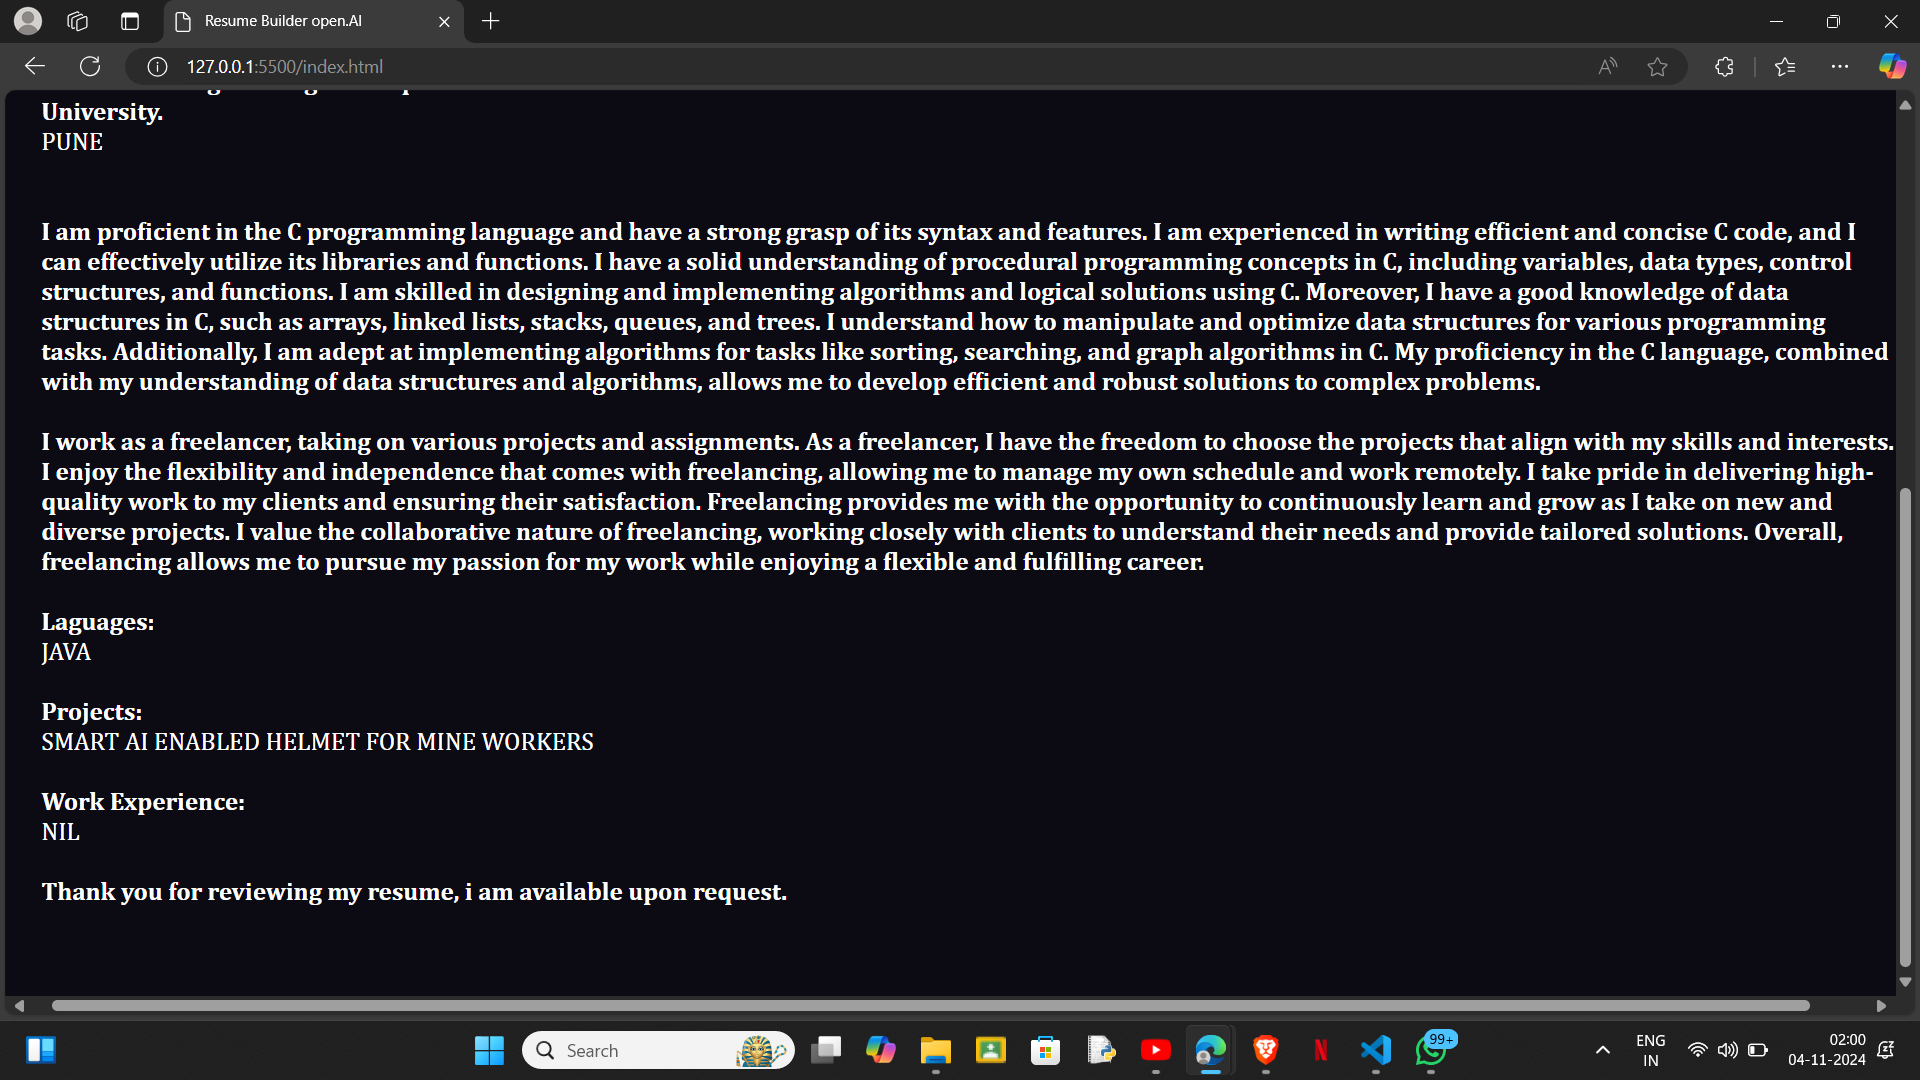 Resume Builder open.AI
127.0.0.1:5500/index.html
University.
PUNE
I am proficient in the C programming language and have a strong grasp of its syntax and features. I am experienced in writing efficient and concise C code, and I
can effectively utilize its libraries and functions. I have a solid understanding of procedural programming concepts in C, including variables, data types, control
structures, and functions. I am skilled in designing and implementing algorithms and logical solutions using C. Moreover, I have a good knowledge of data
structures in C, such as arrays, linked lists, stacks, queues, and trees. I understand how to manipulate and optimize data structures for various programming
tasks. Additionally, I am adept at implementing algorithms for tasks like sorting, searching, and graph algorithms in C. My proficiency in the C language, combined
with my understanding of data structures and algorithms, allows me to develop efficient and robust solutions to complex problems.
I work as a freelancer, taking on various projects and assignments. As a freelancer, I have the freedom to choose the projects that align with my skills and interests.
I enjoy the flexibility and independence that comes with freelancing, allowing me to manage my own schedule and work remotely. I take pride in delivering high-
quality work to my clients and ensuring their satisfaction. Freelancing provides me with the opportunity to continuously learn and grow as I take on new and
diverse projects. I value the collaborative nature of freelancing, working closely with clients to understand their needs and provide tailored solutions. Overall,
freelancing allows me to pursue my passion for my work while enjoying a flexible and fulfilling career.
Laguages:
JAVA
Projects:
SMART AI ENABLED HELMET FOR MINE WORKERS
Work Experience:
NIL
Thank you for reviewing my resume, i am available upon request.
Search
99+
ENG
IN
02:00
04-11-2024